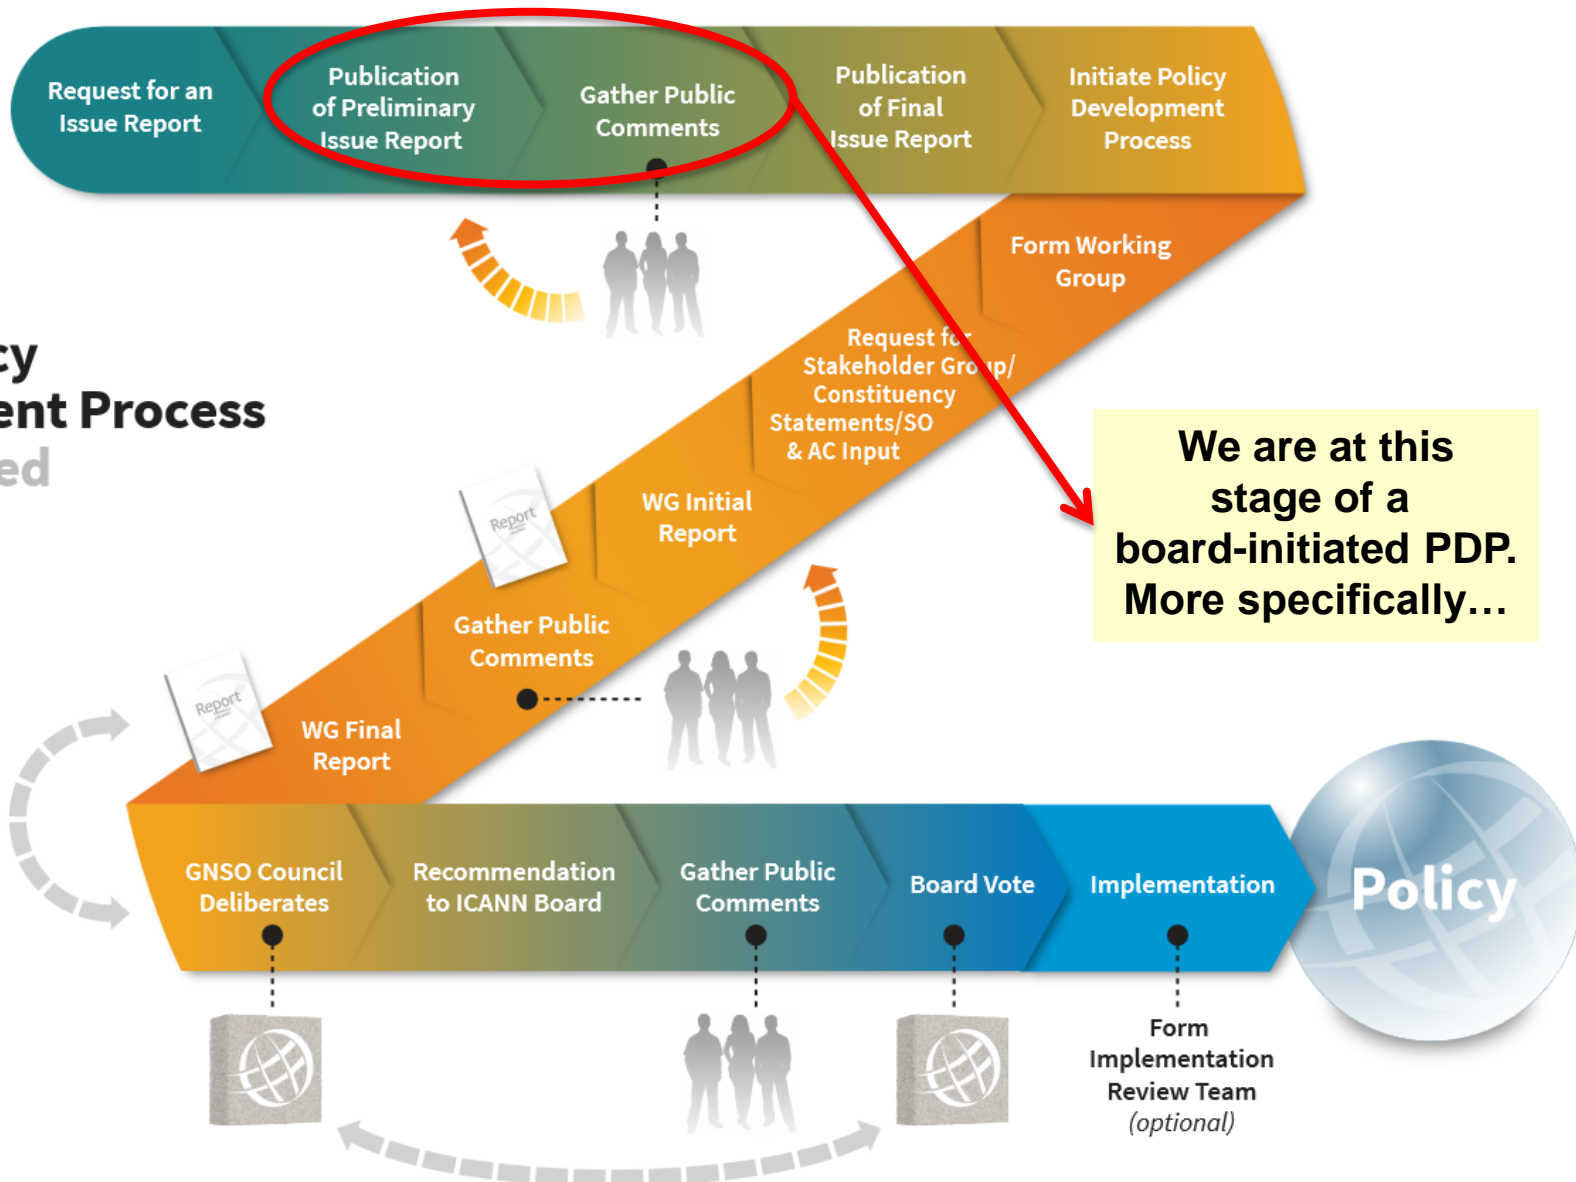 Request for an
Issue Report
Publication
of Preliminary
Issue Report
Gather Public
Comments
Publication
of Final
Issue Report
Initiate Policy
Development
Process
Form Working
Group
Request for
Stakeholder Group/
Constituency
Statements/SO
& AC Input
cy
ent Process
ed
We are at this
stage of a
board-initiated PDP.
More specifically…
Report
WG Initial
Report
Gather Public
Comments
Report
WG Final
Report
GNSO Council
Deliberates
Recommendation
to ICANN Board
Gather Public
Comments
Board Vote
Implementation
Policy
Form
Implementation
Review Team
(optional)